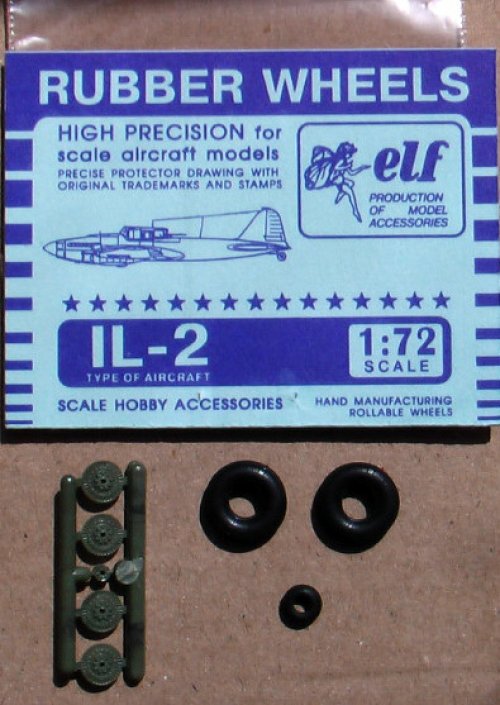 RUBBER WHEELS
HIGH PRECISION for
scale aircraft models
PRECISE PROTECTOR DRAWING WITH
ORIGINAL TRADEMARKS AND STAMPS
elf
PRODUCTION
OF MODEL
ACCESSORIES
IL-2
TYPE OF AIRCRAFT
1:72
SCALE
SCALE HOBBY ACCESSORIES
HAND MANUFACTURING
ROLLABLE WHEELS